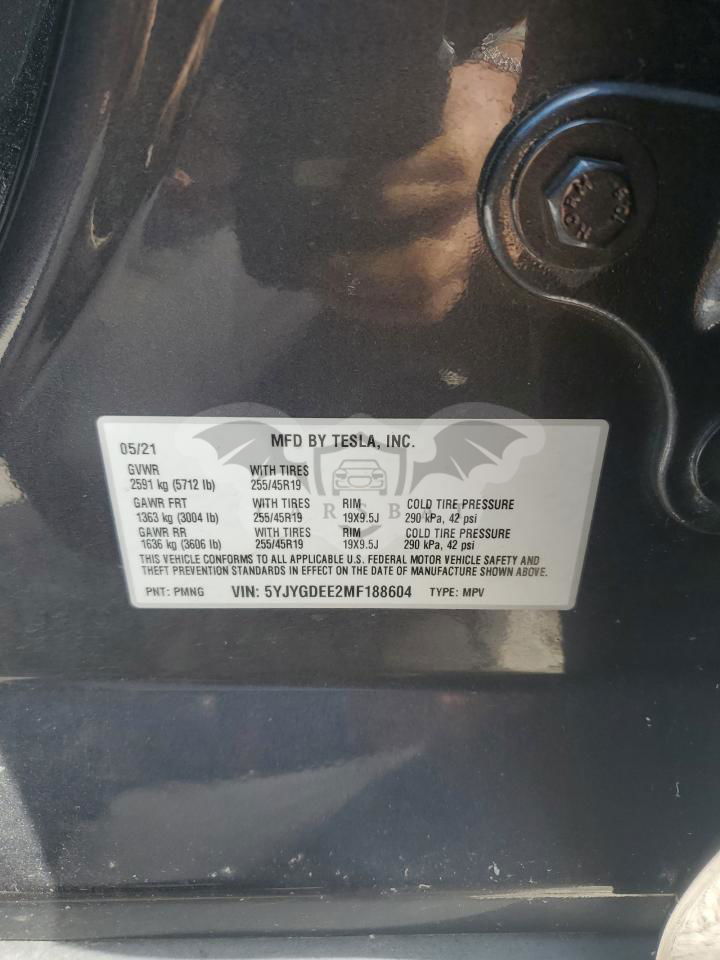 05/21 MFD BY TESLA, INC.
GVWR WITH TIRES
2591 kg (5712 lb) 255/45R19
GAWR FRT WITH TIRES RIM COLD TIRE PRESSURE
1363 kg (3004 lb) 255/45R19 19X9.5J 290 kPa, 42 psi
GAWR RR WITH TIRES RIM COLD TIRE PRESSURE
1636 kg (3606 lb) 255/45R19 19X9.5J 290 kPa, 42 psi
THIS VEHICLE CONFORMS TO ALL APPLICABLE U.S. FEDERAL MOTOR VEHICLE SAFETY AND
THEFT PREVENTION STANDARDS IN EFFECT ON THE DATE OF MANUFACTURE SHOWN ABOVE.
PNT: PMNG VIN: 5YJYGDEE2MF188604 TYPE: MPV